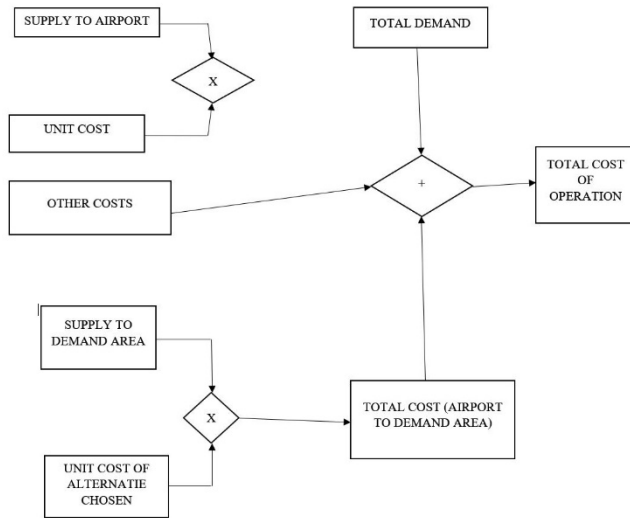 SUPPLY TO AIRPORT
TOTAL DEMAND
X
UNIT COST
TOTAL COST
OF
OPERATION
+
OTHER COSTS
SUPPLY TO
DEMAND AREA
X
TOTAL COST (AIRPORT
TO DEMAND AREA)
UNIT COST OF
ALTERNATIE
CHOSEN